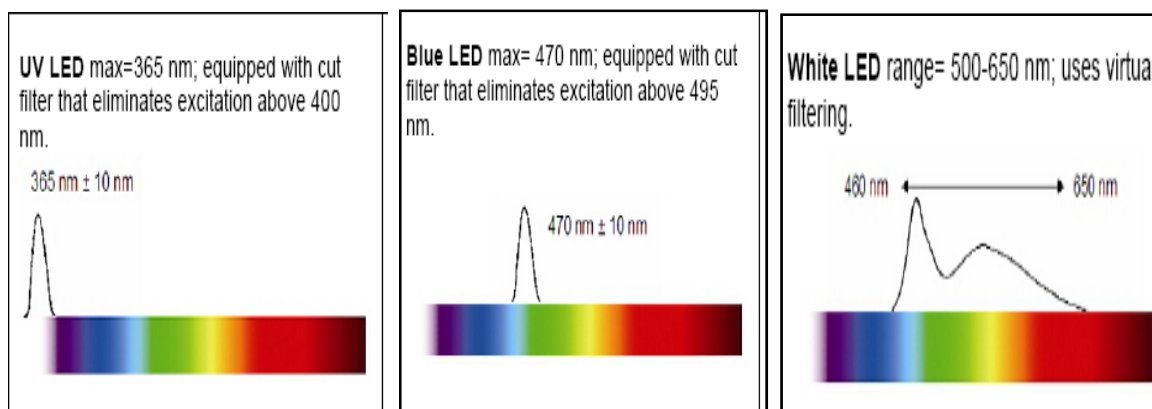 UV LED max=365 nm; equipped with cut
filter that eliminates excitation above 400
nm.
365 nm ± 10 nm
Blue LED max= 470 nm; equipped with cut
filter that eliminates excitation above 495
nm.
470 nm ± 10 nm
White LED range= 500-650 nm; uses virtua
filtering.
460 nm
650 nm